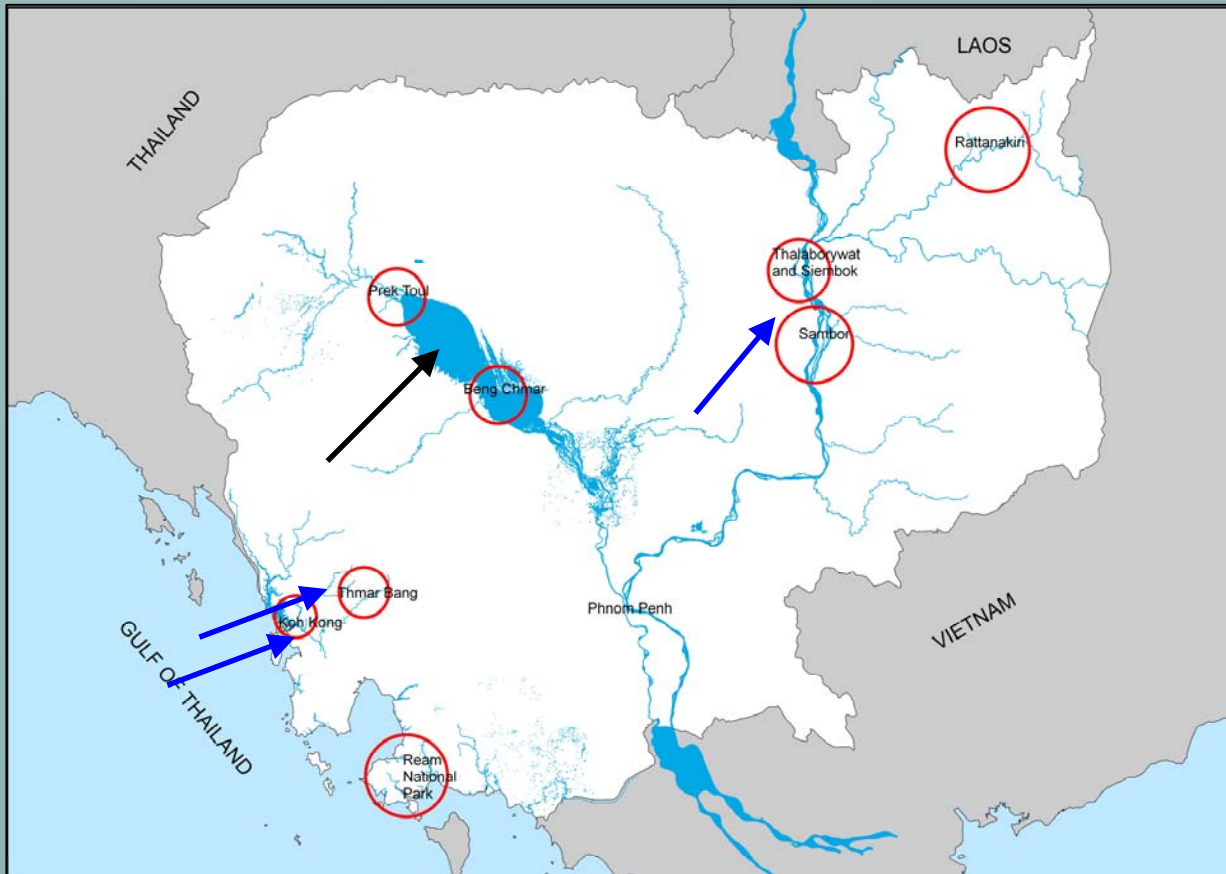 LAOS
THAILAND
Rattanakiri
Thalaborywat
and Siembok
Prek Toul
Sambor
Beng Chmar
Thmar Bang
Koh Kong
Phnom Penh
VIETNAM
GULF OF THAILAND
Ream
National
Park